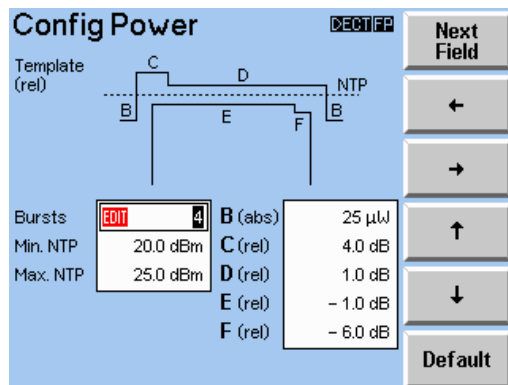 Config Power DECT FP
Template
(rel)
C
D
NTP
B E F B
Bursts EDIT 4
Min. NTP 20.0 dBm
Max. NTP 25.0 dBm
B (abs) 25 µW
C (rel) 4.0 dB
D (rel) 1.0 dB
E (rel) − 1.0 dB
F (rel) − 6.0 dB
Next
Field
←
→
↑
↓
Default